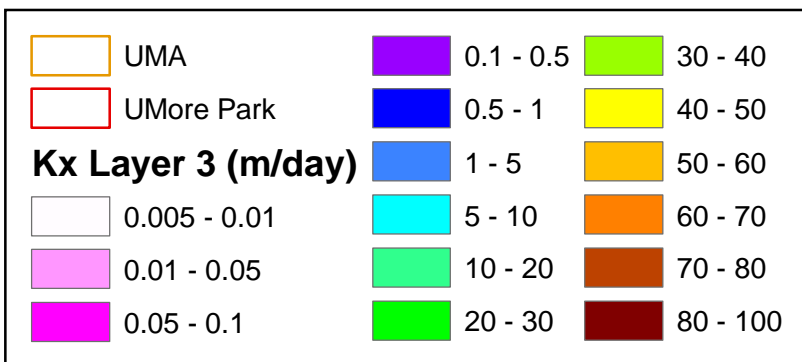 UMA
UMore Park
Kx Layer 3 (m/day)
0.005 - 0.01
0.01 - 0.05
0.05 - 0.1
0.1 - 0.5
0.5 - 1
1 - 5
5 - 10
10 - 20
20 - 30
30 - 40
40 - 50
50 - 60
60 - 70
70 - 80
80 - 100